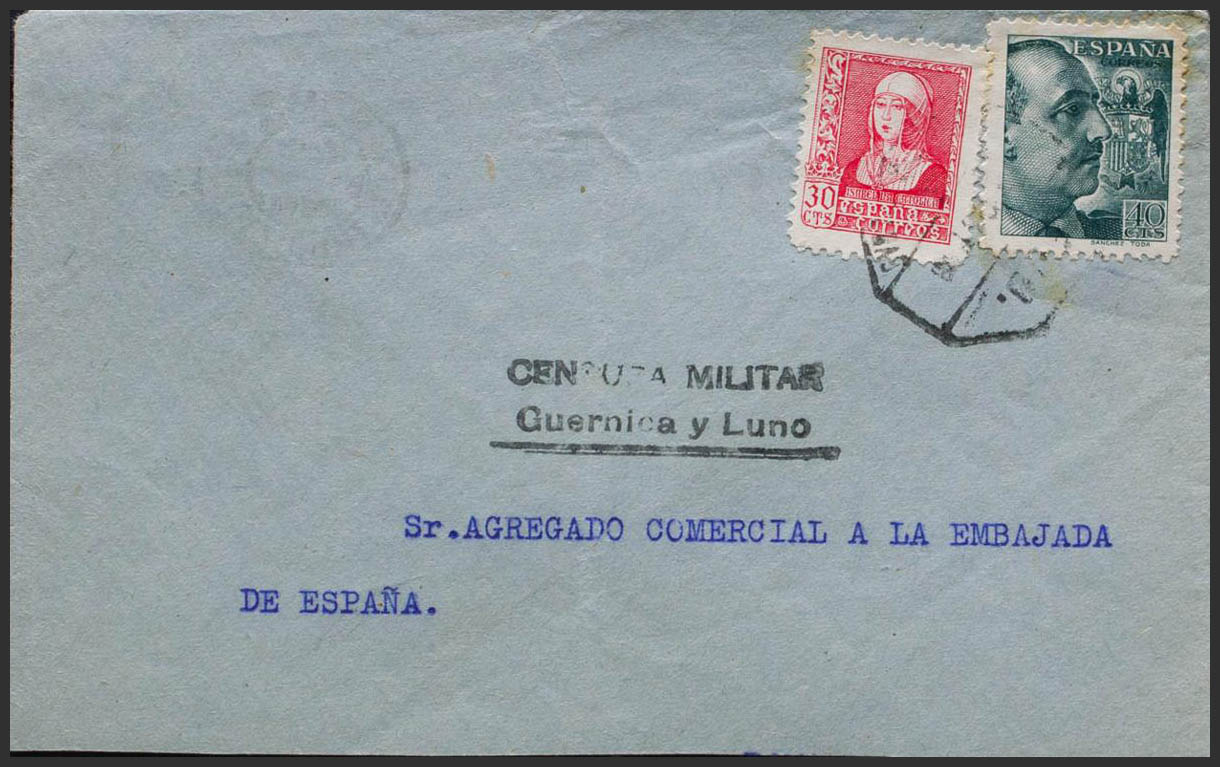 ESPAÑA
CORREOS
40
CTS
SANCHEZ TODA
30
CTS
ISABEL LA CATOLICA
ESPAÑA
CORREOS
CENSURA MILITAR
Guernica y Luno
Sr.AGREGADO COMERCIAL A LA EMBAJADA
DE ESPAÑA.